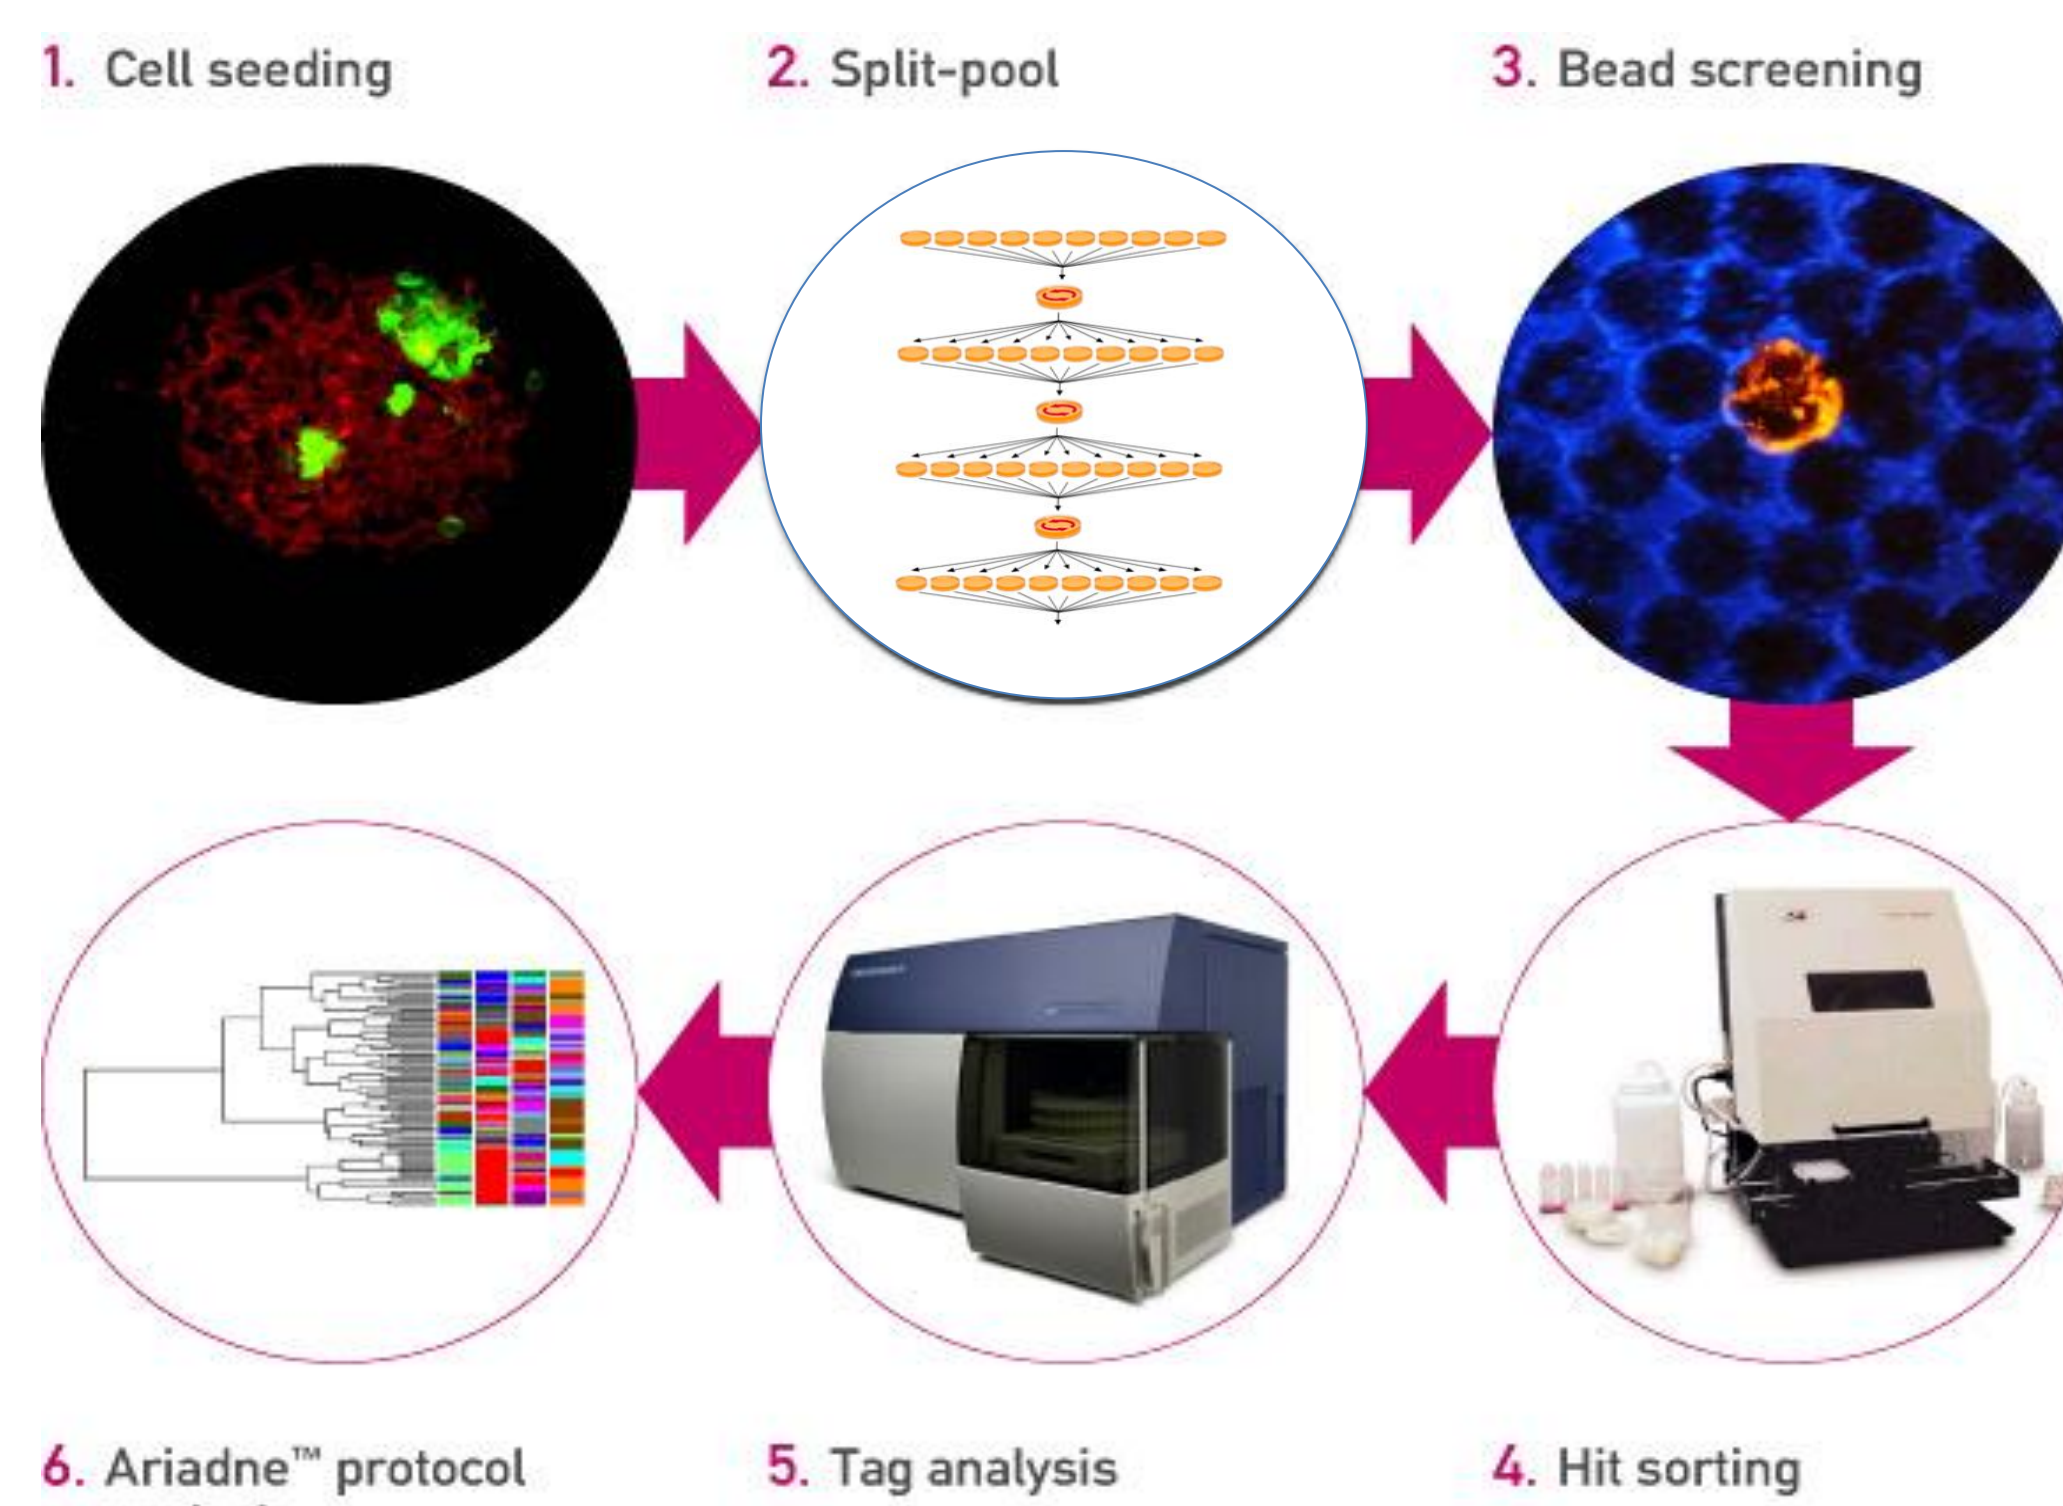 1. Cell seeding
2. Split-pool
3. Bead screening
6. Ariadne™ protocol
5. Tag analysis
4. Hit sorting